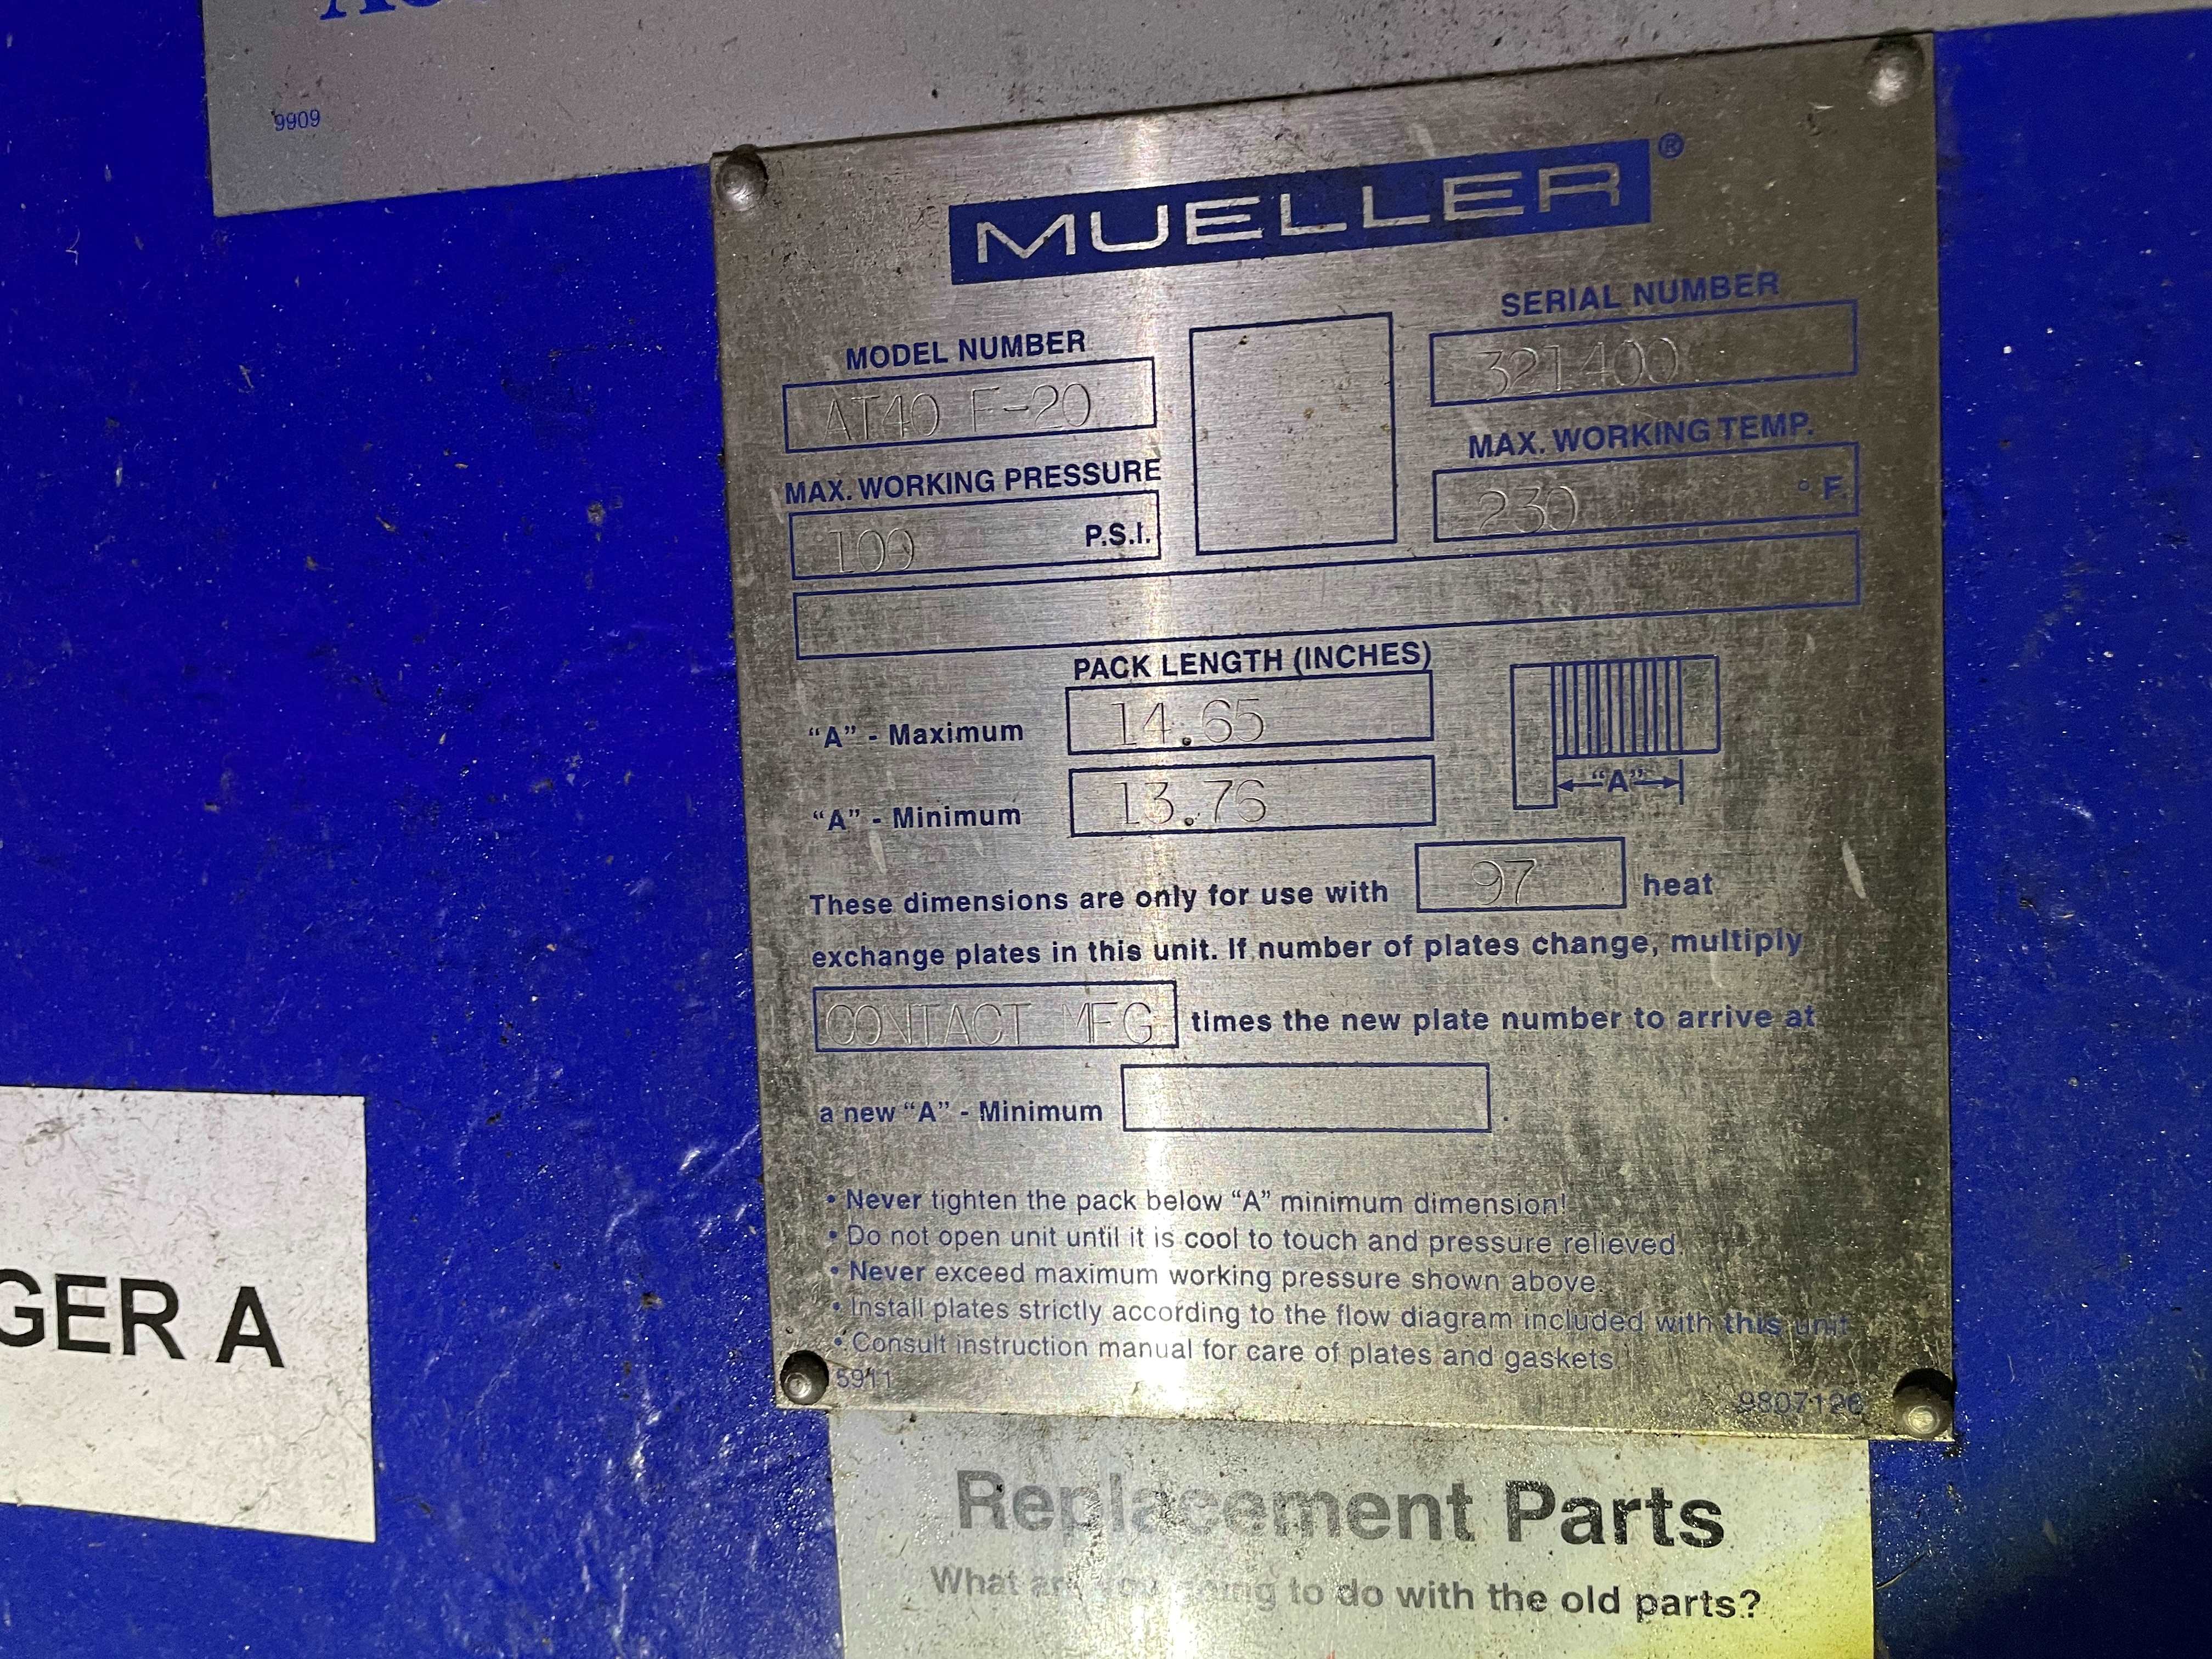 9909
MUELLER®
MODEL NUMBER
AT40 F-20
SERIAL NUMBER
321400
MAX. WORKING PRESSURE
100 P.S.I.
MAX. WORKING TEMP.
230 ° F.
PACK LENGTH (INCHES)
“A” - Maximum 14.65
“A” - Minimum 13.76
“A”
These dimensions are only for use with 97 heat
exchange plates in this unit. If number of plates change, multiply
CONTACT MFG times the new plate number to arrive at
a new “A” - Minimum .
• Never tighten the pack below “A” minimum dimension!
• Do not open unit until it is cool to touch and pressure relieved.
• Never exceed maximum working pressure shown above.
• Install plates strictly according to the flow diagram included with this unit
• Consult instruction manual for care of plates and gaskets
5911
9807126
GER A
Replacement Parts
What are you going to do with the old parts?